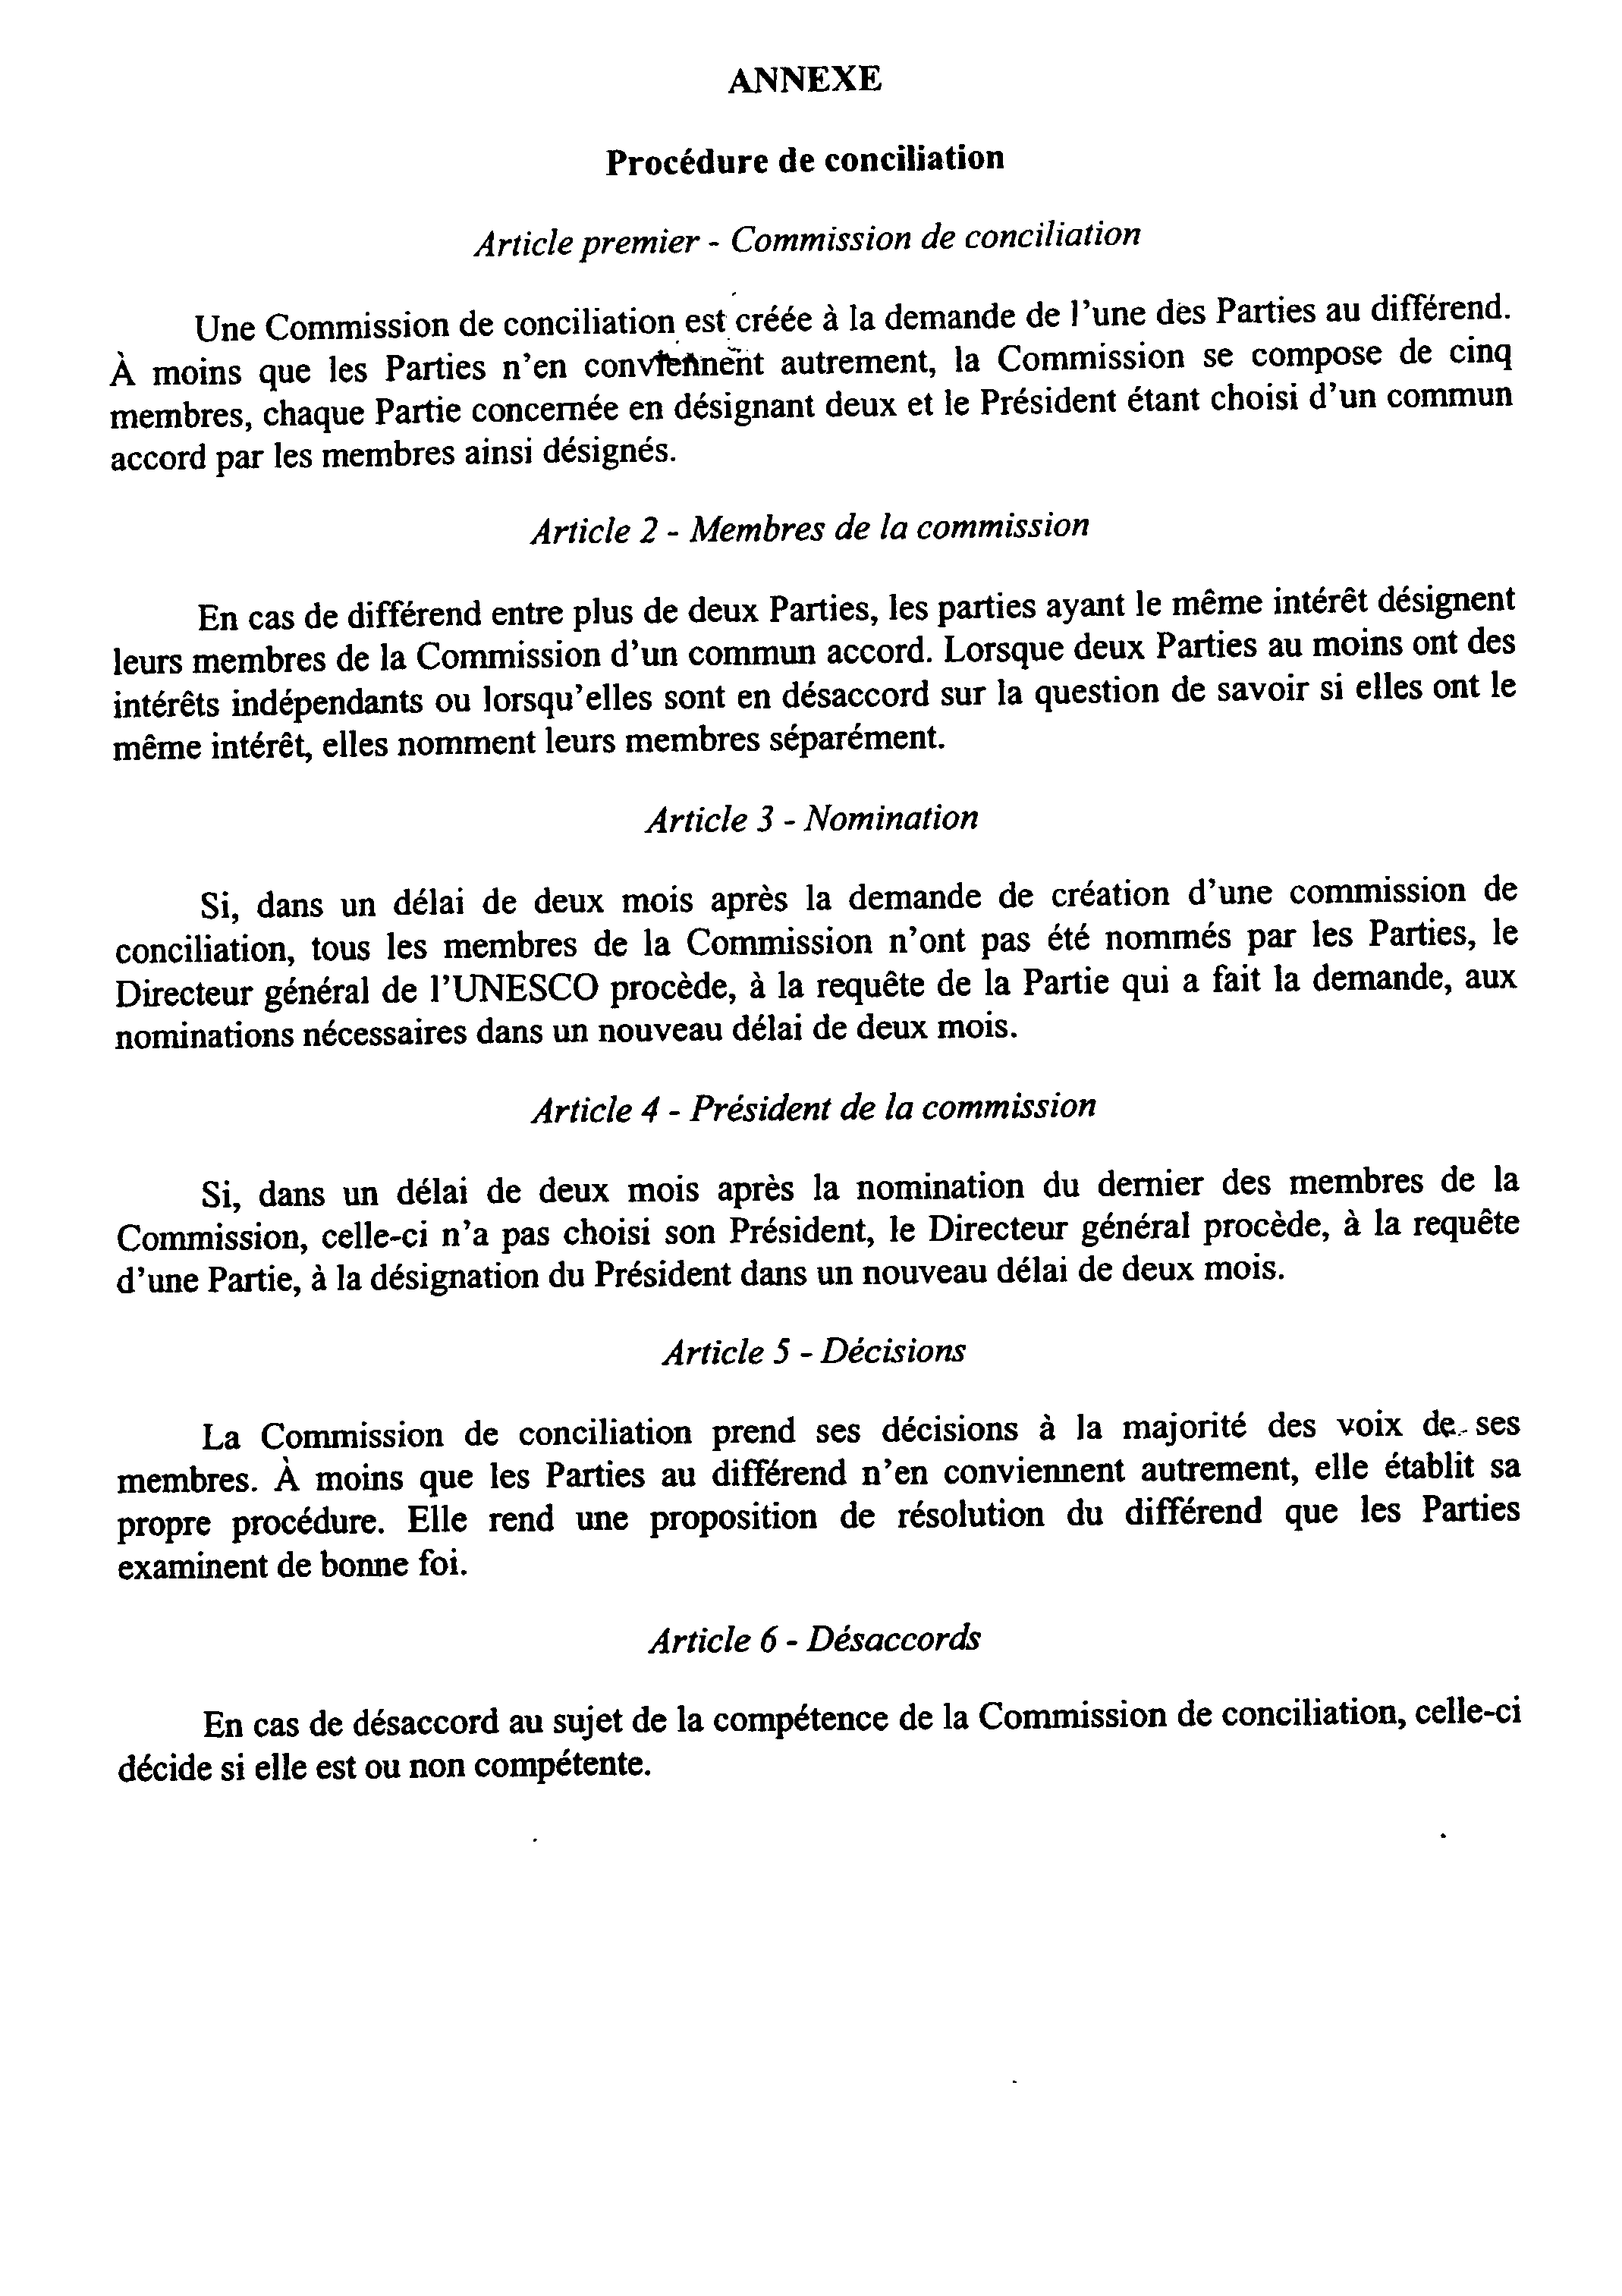 ANNEXE
Procédure de conciliation
Article premier - Commission de conciliation
Une Commission de conciliation est créée à la demande de l'une des Parties au différend.
À moins que les Parties n'en conviennent autrement, la Commission se compose de cinq
membres, chaque Partie concernée en désignant deux et le Président étant choisi d'un commun
accord par les membres ainsi désignés.
Article 2 - Membres de la commission
En cas de différend entre plus de deux Parties, les parties ayant le même intérêt désignent
leurs membres de la Commission d'un commun accord. Lorsque deux Parties au moins ont des
intérêts indépendants ou lorsqu'elles sont en désaccord sur la question de savoir si elles ont le
même intérêt, elles nomment leurs membres séparément.
Article 3 - Nomination
Si, dans un délai de deux mois après la demande de création d'une commission de
conciliation, tous les membres de la Commission n'ont pas été nommés par les Parties, le
Directeur général de l'UNESCO procède, à la requête de la Partie qui a fait la demande, aux
nominations nécessaires dans un nouveau délai de deux mois.
Article 4 - Président de la commission
Si, dans un délai de deux mois après la nomination du dernier des membres de la
Commission, celle-ci n'a pas choisi son Président, le Directeur général procède, à la requête
d'une Partie, à la désignation du Président dans un nouveau délai de deux mois.
Article 5 - Décisions
La Commission de conciliation prend ses décisions à la majorité des voix de ses
membres. À moins que les Parties au différend n'en conviennent autrement, elle établit sa
propre procédure. Elle rend une proposition de résolution du différend que les Parties
examinent de bonne foi.
Article 6 - Désaccords
En cas de désaccord au sujet de la compétence de la Commission de conciliation, celle-ci
décide si elle est ou non compétente.